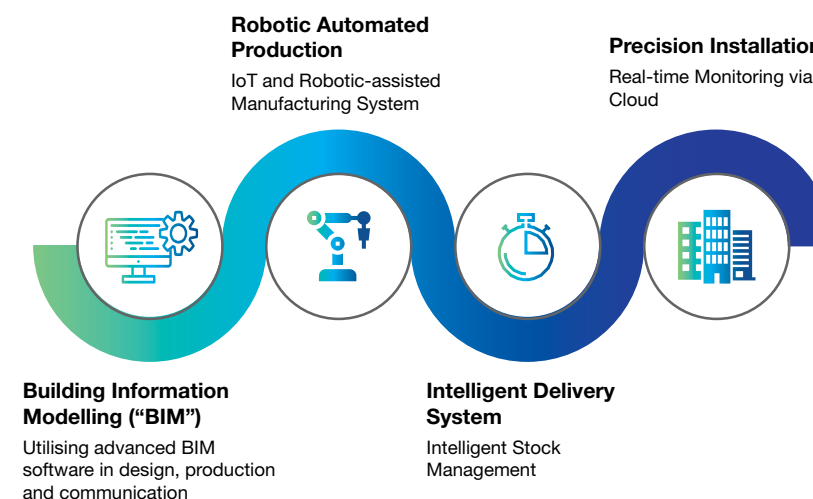 Robotic Automated
Production
IoT and Robotic-assisted
Manufacturing System
Precision Installation
Real-time Monitoring via
Cloud
Building Information
Modelling (“BIM”)
Utilising advanced BIM
software in design, production
and communication
Intelligent Delivery
System
Intelligent Stock
Management